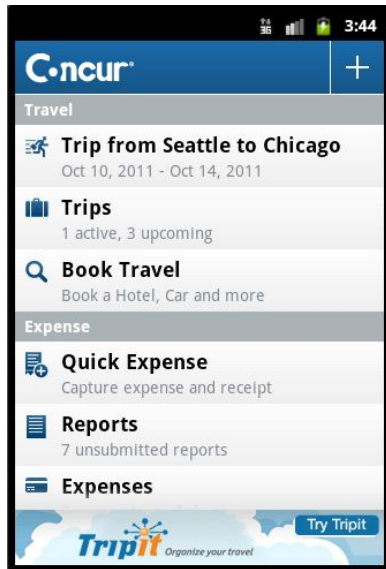 3G 3:44
Concur
+
Travel
Trip from Seattle to Chicago
Oct 10, 2011 - Oct 14, 2011
Trips
1 active, 3 upcoming
Book Travel
Book a Hotel, Car and more
Expense
Quick Expense
Capture expense and receipt
Reports
7 unsubmitted reports
Expenses
Try Tripit
TripIt Organize your travel